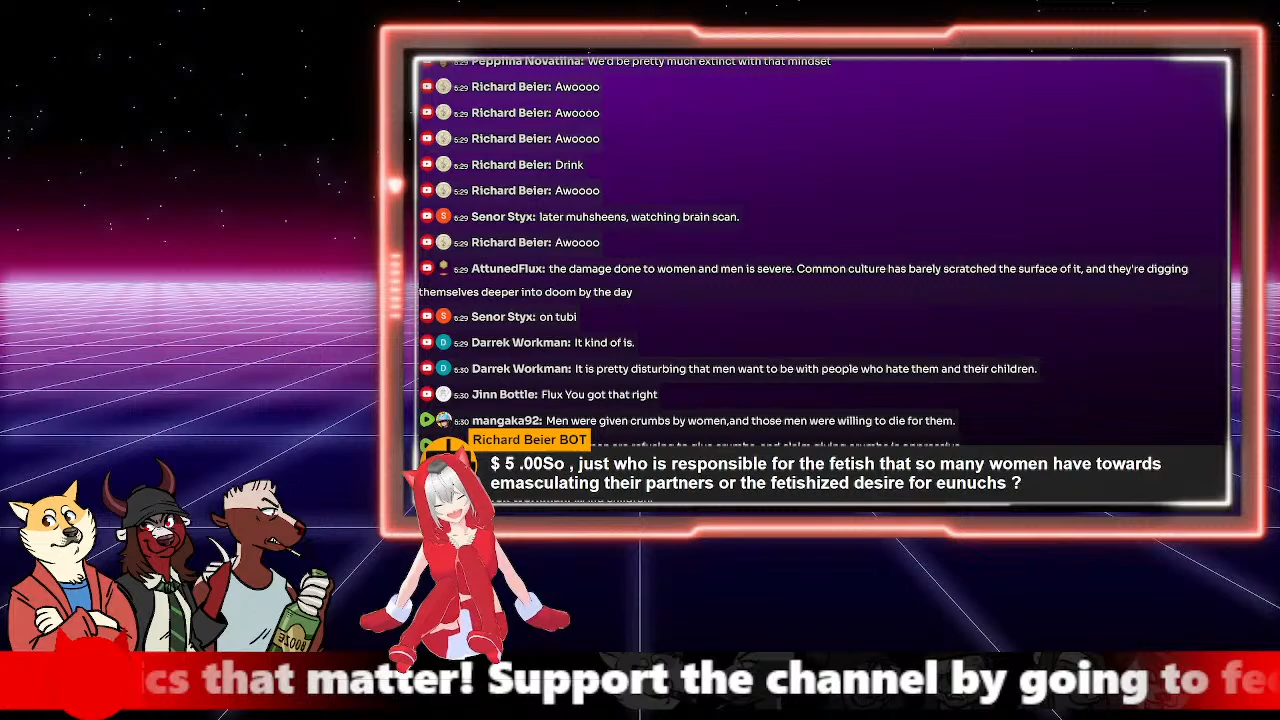 5:29 Pepplina Novatlina: We'd be pretty much extinct with that mindset
5:29 Richard Beier: Awoooo
5:29 Richard Beier: Awoooo
5:29 Richard Beier: Awoooo
5:29 Richard Beier: Drink
5:29 Richard Beier: Awoooo
S 5:29 Senor Styx: later muhsheens, watching brain scan.
5:29 Richard Beier: Awoooo
5:29 AttunedFlux: the damage done to women and men is severe. Common culture has barely scratched the surface of it and they're digging
themselves deeper into doom by the day
S 5:29 Senor Styx: on tubi
D 5:29 Darrek Workman: It kind of is.
D 5:30 Darrek Workman: It is pretty disturbing that men want to be with people who hate them and their children.
5:30 Jinn Bottle: Flux You got that right
5:30 mangaka92: Men were given crumbs by women,and those men were willing to die for them.
Richard Beier BOT
$ 5 .00So , just who is responsible for the fetish that so many women have towards
emasculating their partners or the fetishized desire for eunuchs ?
BOOZE
ics that matter! Support the channel by going to fe